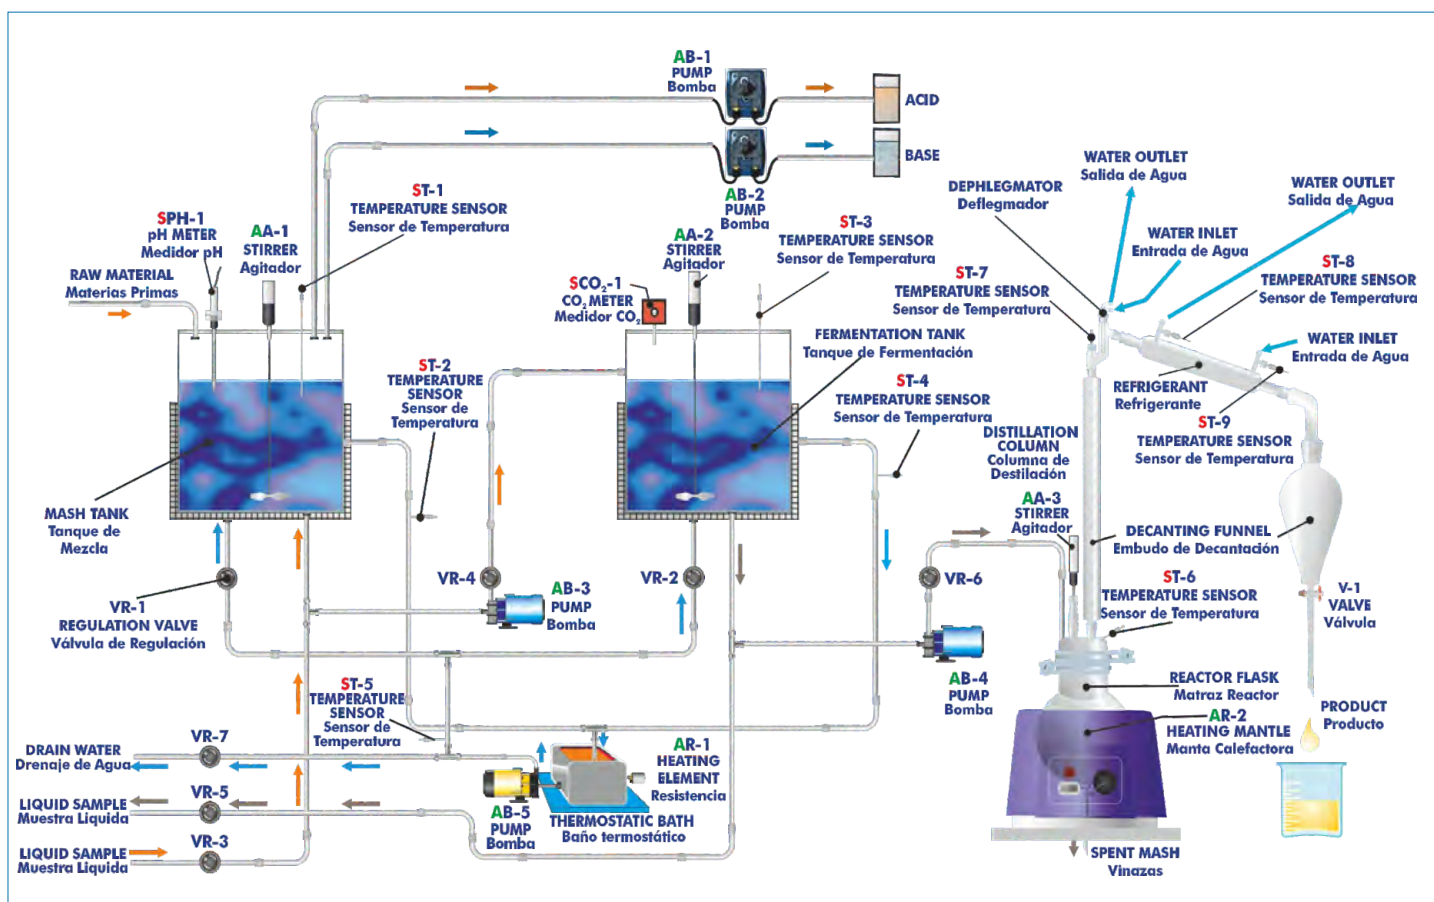 AB-1
PUMP
Bomba
ACID
BASE
AB-2
PUMP
Bomba
ST-1
TEMPERATURE SENSOR
Sensor de Temperatura
SPH-1
pH METER
Medidor pH
AA-1
STIRRER
Agitador
RAW MATERIAL
Materias Primas
AA-2
STIRRER
Agitador
ST-3
TEMPERATURE SENSOR
Sensor de Temperatura
SCO₂-1
CO₂ METER
Medidor CO₂
FERMENTATION TANK
Tanque de Fermentación
ST-2
TEMPERATURE
SENSOR
Sensor de
Temperatura
ST-4
TEMPERATURE SENSOR
Sensor de Temperatura
WATER OUTLET
Salida de Agua
DEPHLEGMATOR
Deflegmador
WATER OUTLET
Salida de Agua
WATER INLET
Entrada de Agua
ST-7
TEMPERATURE SENSOR
Sensor de Temperatura
ST-8
TEMPERATURE SENSOR
Sensor de Temperatura
WATER INLET
Entrada de Agua
REFRIGERANT
Refrigerante
ST-9
TEMPERATURE SENSOR
Sensor de Temperatura
DISTILLATION
COLUMN
Columna de
Destilación
AA-3
STIRRER
Agitador
DECANTING FUNNEL
Embudo de Decantación
MASH TANK
Tanque de
Mezcla
VR-1
REGULATION VALVE
Válvula de Regulación
VR-4
AB-3
PUMP
Bomba
VR-2
VR-6
ST-6
TEMPERATURE SENSOR
Sensor de Temperatura
V-1
VALVE
Válvula
AB-4
PUMP
Bomba
REACTOR FLASK
Matraz Reactor
AR-2
HEATING MANTLE
Manta Calefactora
PRODUCT
Producto
ST-5
TEMPERATURE
SENSOR
Sensor de
Temperatura
VR-7
DRAIN WATER
Drenaje de Agua
AR-1
HEATING
ELEMENT
Resistencia
VR-5
LIQUID SAMPLE
Muestra Liquida
AB-5
PUMP
Bomba
THERMOSTATIC BATH
Baño termostático
VR-3
LIQUID SAMPLE
Muestra Liquida
SPENT MASH
Vinazas